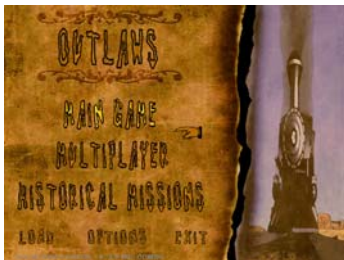 OUTLAWS
MAIN GAME
MULTIPLAYER
HISTORICAL MISSIONS
LOAD OPTIONS EXIT